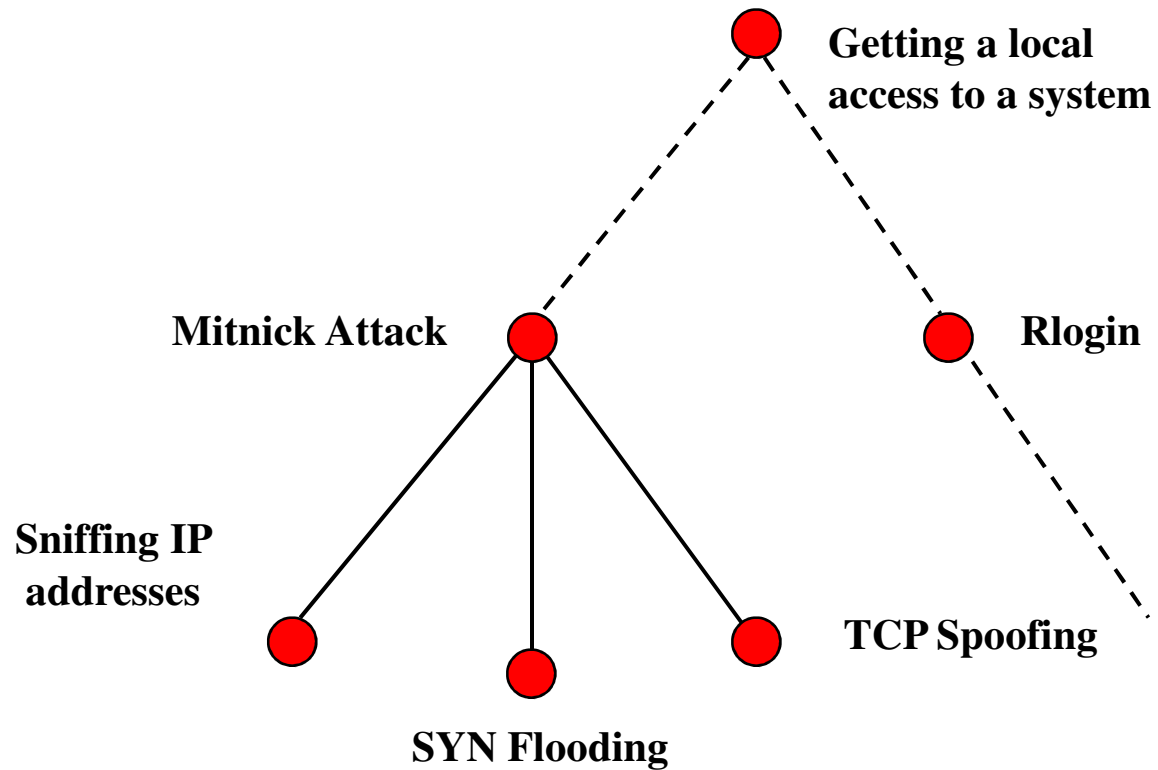 Getting a local
access to a system
Mitnick Attack
Rlogin
Sniffing IP
addresses
TCP Spoofing
SYN Flooding